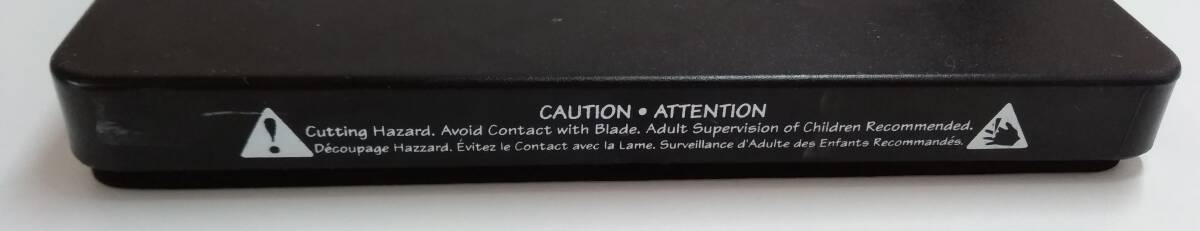 CAUTION • ATTENTION
Cutting Hazard. Avoid Contact with Blade. Adult Supervision of Children Recommended.
Découpage Hazzard. Évitez le Contact avec la Lame. Surveillance d'Adulte des Enfants Recommandés.